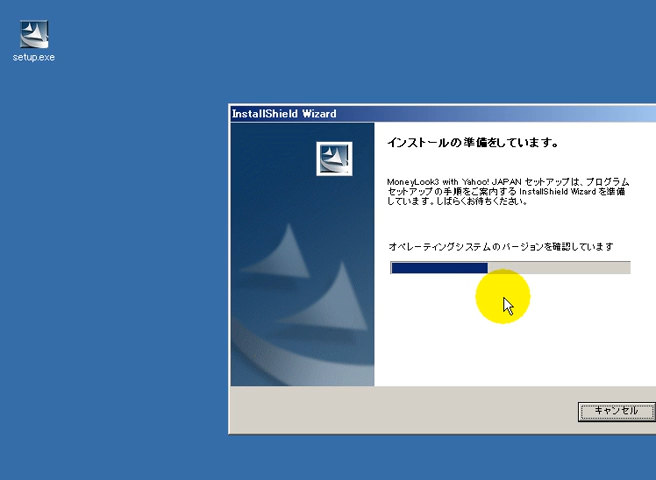 setup.exe
InstallShield Wizard
インストールの準備をしています。
MoneyLook3 with Yahoo! JAPAN セットアップは、プログラム
セットアップの手順をご案内する InstallShield Wizard を準備
しています。しばらくお待ちください。
オペレーティングシステムのバージョンを確認しています
キャンセル